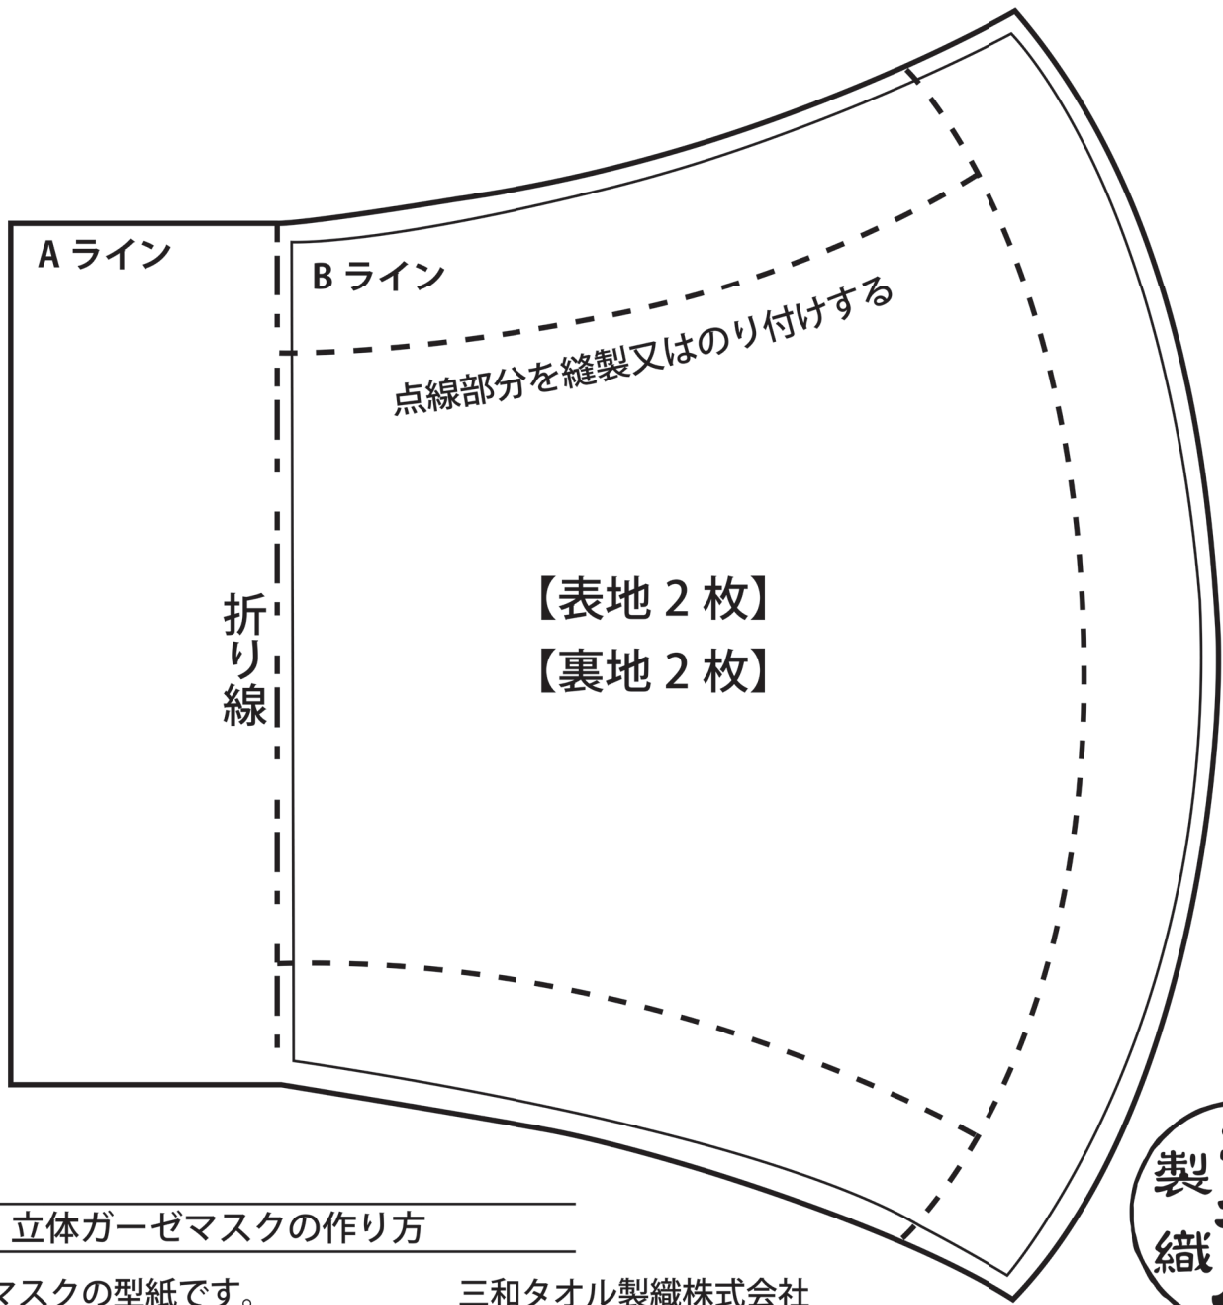 A ライン
B ライン
点線部分を縫製又はのり付けする
折り線
【表地 2 枚】
【裏地 2 枚】
立体ガーゼマスクの作り方
マスクの型紙です。
三和タオル製織株式会社
製
織